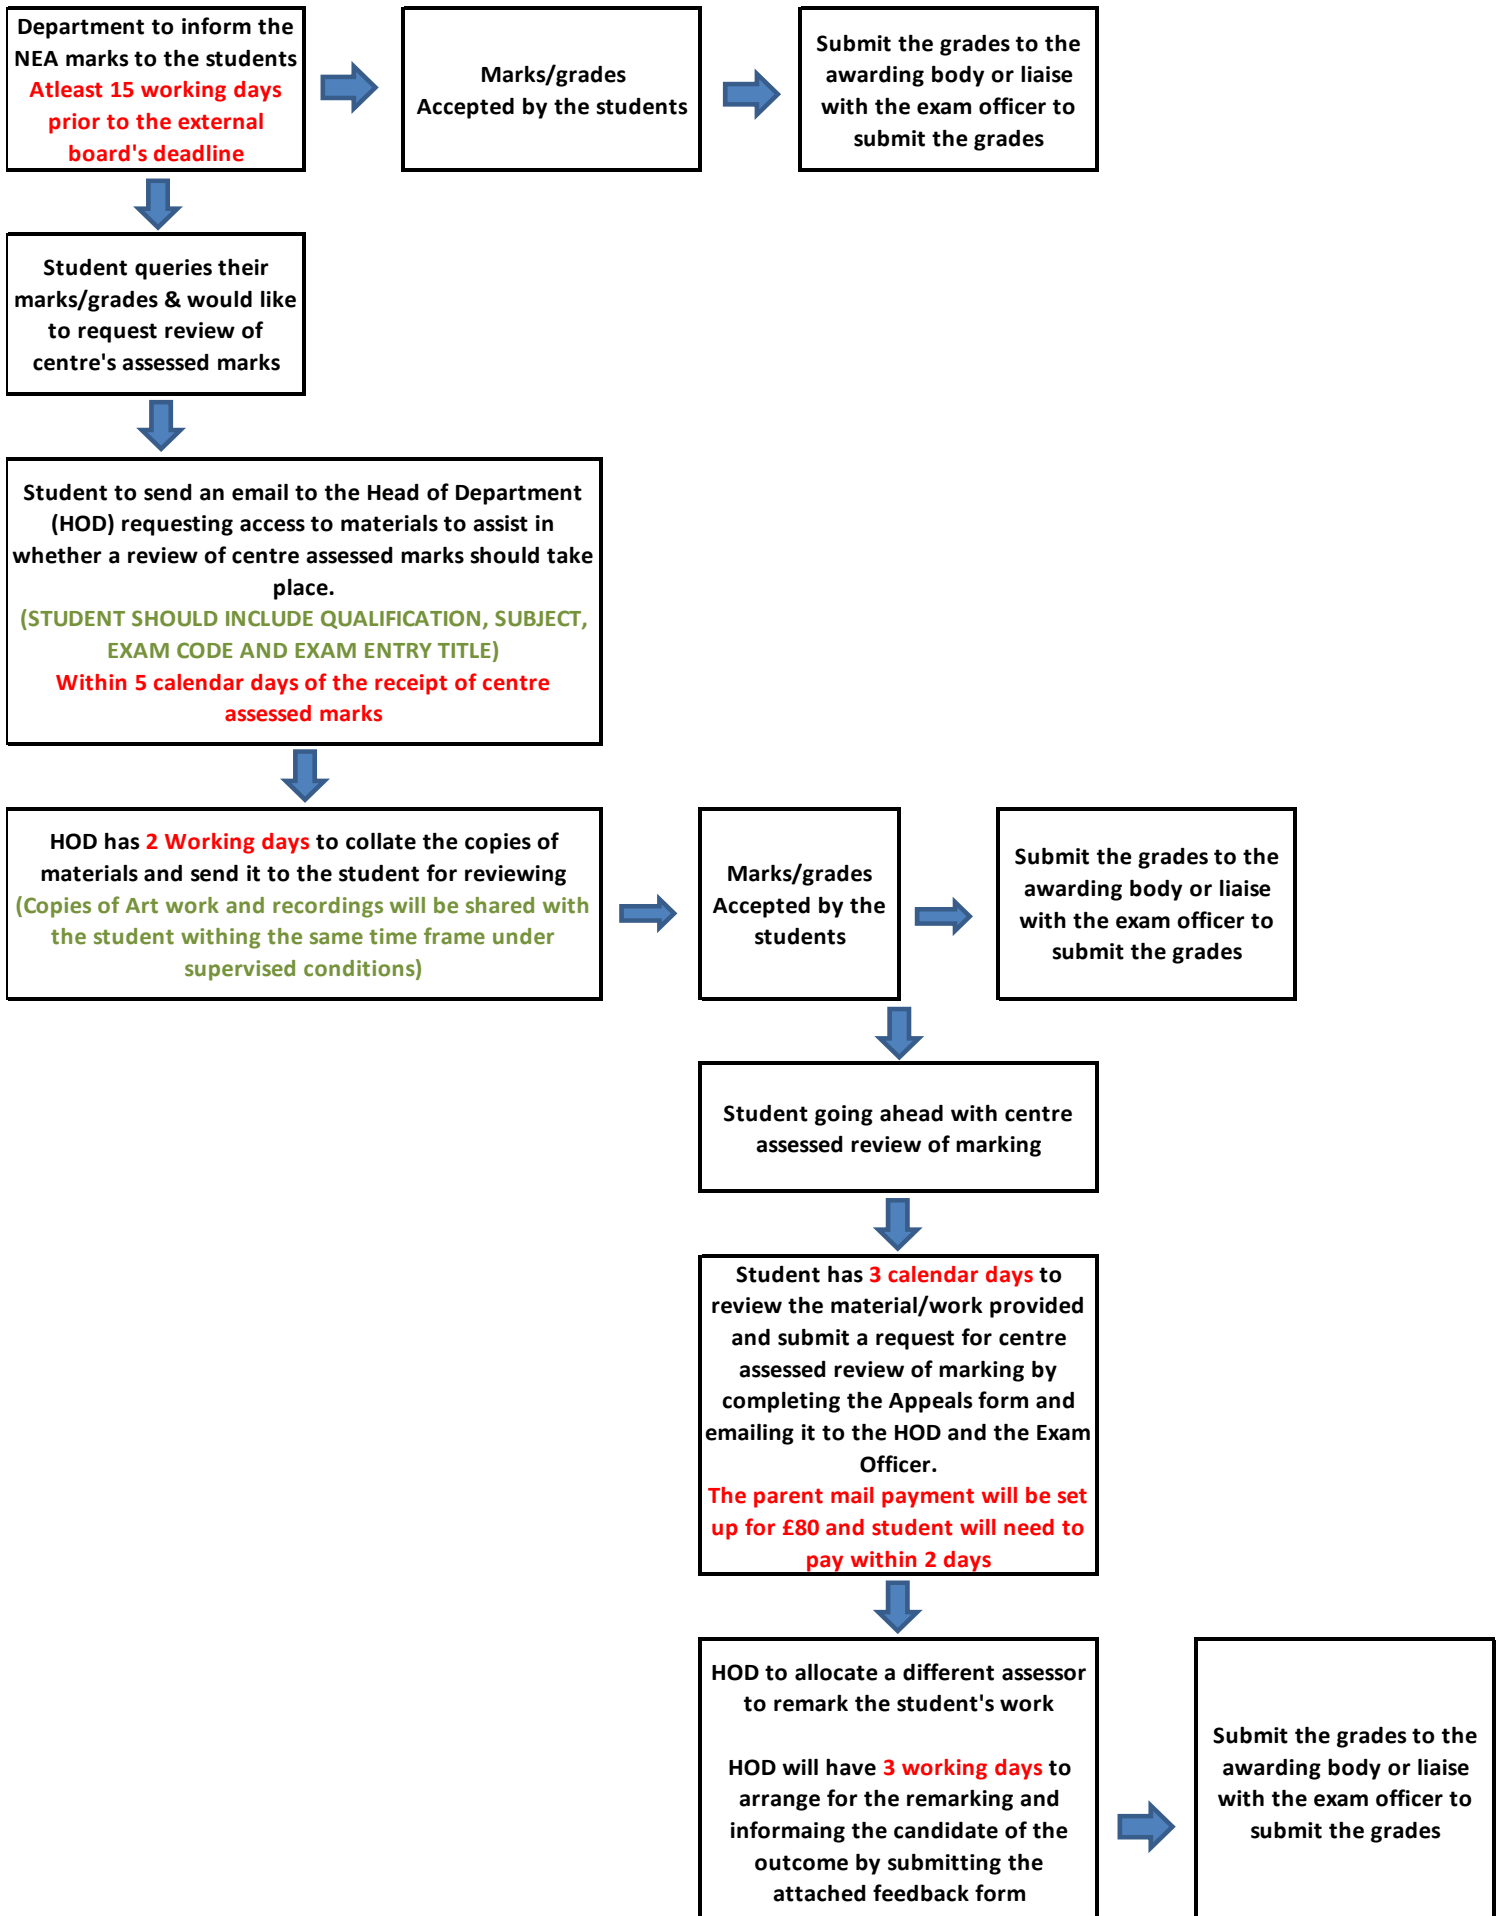 Department to inform the
NEA marks to the students
Atleast 15 working days
prior to the external
board's deadline
Marks/grades
Accepted by the students
Submit the grades to the
awarding body or liaise
with the exam officer to
submit the grades
Student queries their
marks/grades & would like
to request review of
centre's assessed marks
Student to send an email to the Head of Department
(HOD) requesting access to materials to assist in
whether a review of centre assessed marks should take
place.
(STUDENT SHOULD INCLUDE QUALIFICATION, SUBJECT,
EXAM CODE AND EXAM ENTRY TITLE)
Within 5 calendar days of the receipt of centre
assessed marks
HOD has 2 Working days to collate the copies of
materials and send it to the student for reviewing
(Copies of Art work and recordings will be shared with
the student withing the same time frame under
supervised conditions)
Marks/grades
Accepted by the
students
Submit the grades to the
awarding body or liaise
with the exam officer to
submit the grades
Student going ahead with centre
assessed review of marking
Student has 3 calendar days to
review the material/work provided
and submit a request for centre
assessed review of marking by
completing the Appeals form and
emailing it to the HOD and the Exam
Officer.
The parent mail payment will be set
up for £80 and student will need to
pay within 2 days
HOD to allocate a different assessor
to remark the student's work
HOD will have 3 working days to
arrange for the remarking and
informaing the candidate of the
outcome by submitting the
attached feedback form
Submit the grades to the
awarding body or liaise
with the exam officer to
submit the grades